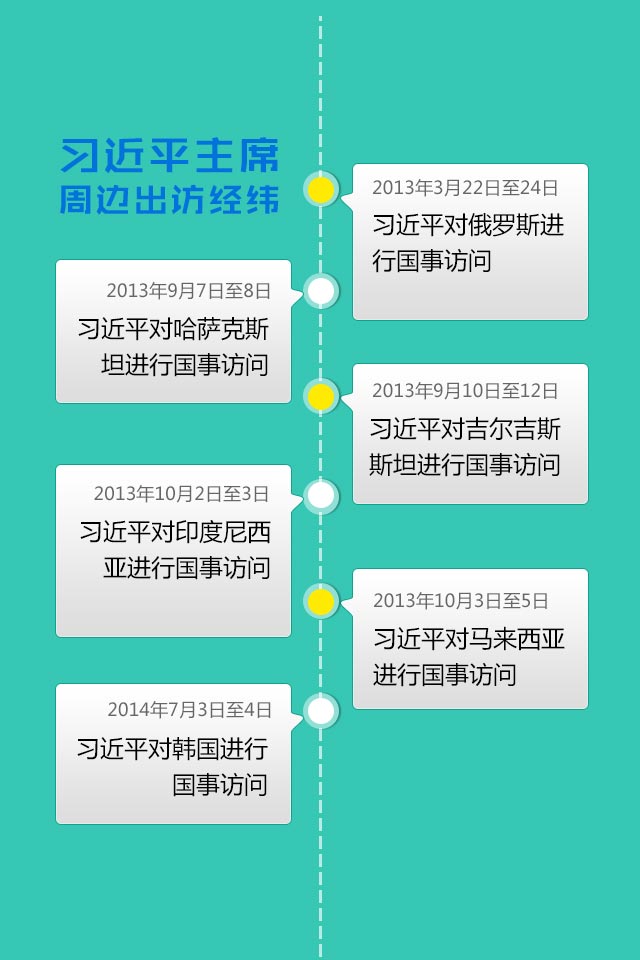 习近平主席
周边出访经纬
2013年3月22日至24日
习近平对俄罗斯进
行国事访问
2013年9月7日至8日
习近平对哈萨克斯
坦进行国事访问
2013年9月10日至12日
习近平对吉尔吉斯
斯坦进行国事访问
2013年10月2日至3日
习近平对印度尼西
亚进行国事访问
2013年10月3日至5日
习近平对马来西亚
进行国事访问
2014年7月3日至4日
习近平对韩国进行
国事访问